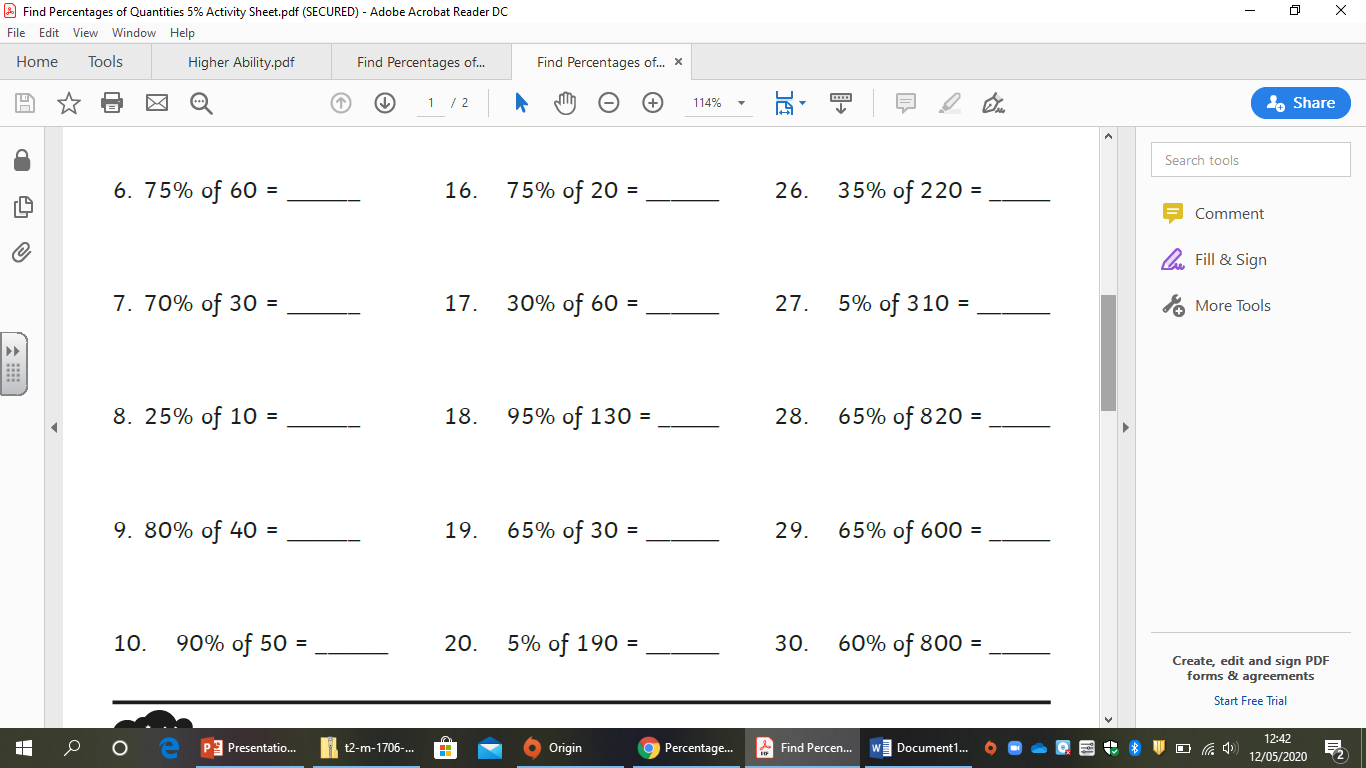 Find Percentages of Quantities 5% Activity Sheet.pdf (SECURED) - Adobe Acrobat Reader DC
File Edit View Window Help
Home Tools Higher Ability.pdf Find Percentages of... Find Percentages of... ×
1 / 2 114% Share
Search tools
Comment
Fill & Sign
More Tools
6. 75% of 60 = ______ 16. 75% of 20 = ______ 26. 35% of 220 = _____
7. 70% of 30 = ______ 17. 30% of 60 = ______ 27. 5% of 310 = ______
8. 25% of 10 = ______ 18. 95% of 130 = _____ 28. 65% of 820 = _____
9. 80% of 40 = ______ 19. 65% of 30 = ______ 29. 65% of 600 = _____
10. 90% of 50 = ______ 20. 5% of 190 = ______ 30. 60% of 800 = _____
Create, edit and sign PDF
forms & agreements
Start Free Trial
Presentatio... t2-m-1706-... Origin Percentage... Find Percen... Document1... 12:42
12/05/2020 2